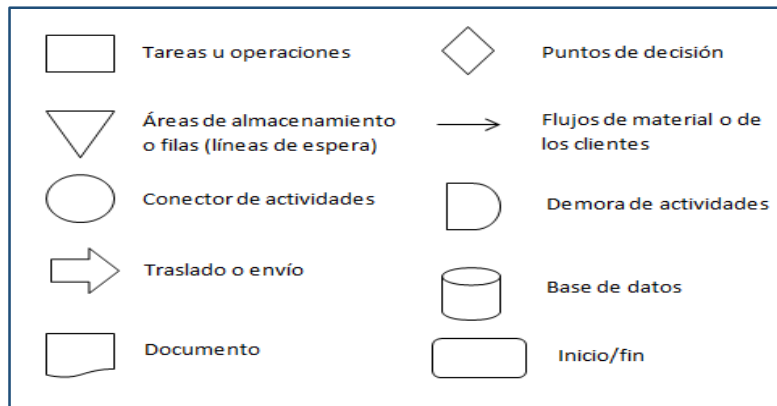 Tareas u operaciones
Puntos de decisión
Áreas de almacenamiento
o filas (líneas de espera)
Flujos de material o de
los clientes
Conector de actividades
Demora de actividades
Traslado o envío
Base de datos
Documento
Inicio/fin